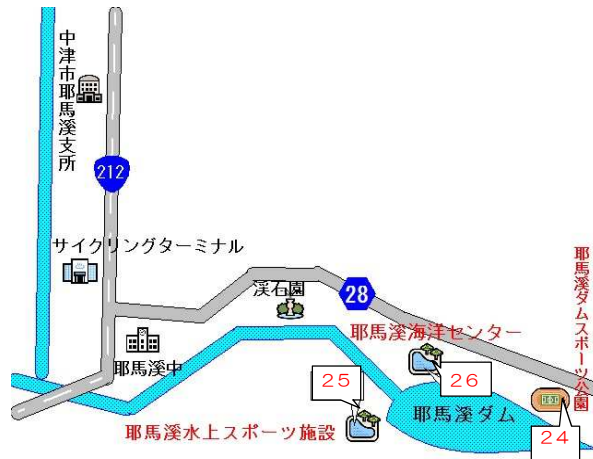 中津市耶馬溪支所
212
サイクリングターミナル
渓石園
28
耶馬溪ダムスポーツ公園
耶馬溪海洋センター
耶馬溪中
25
26
耶馬溪ダム
24
耶馬溪水上スポーツ施設